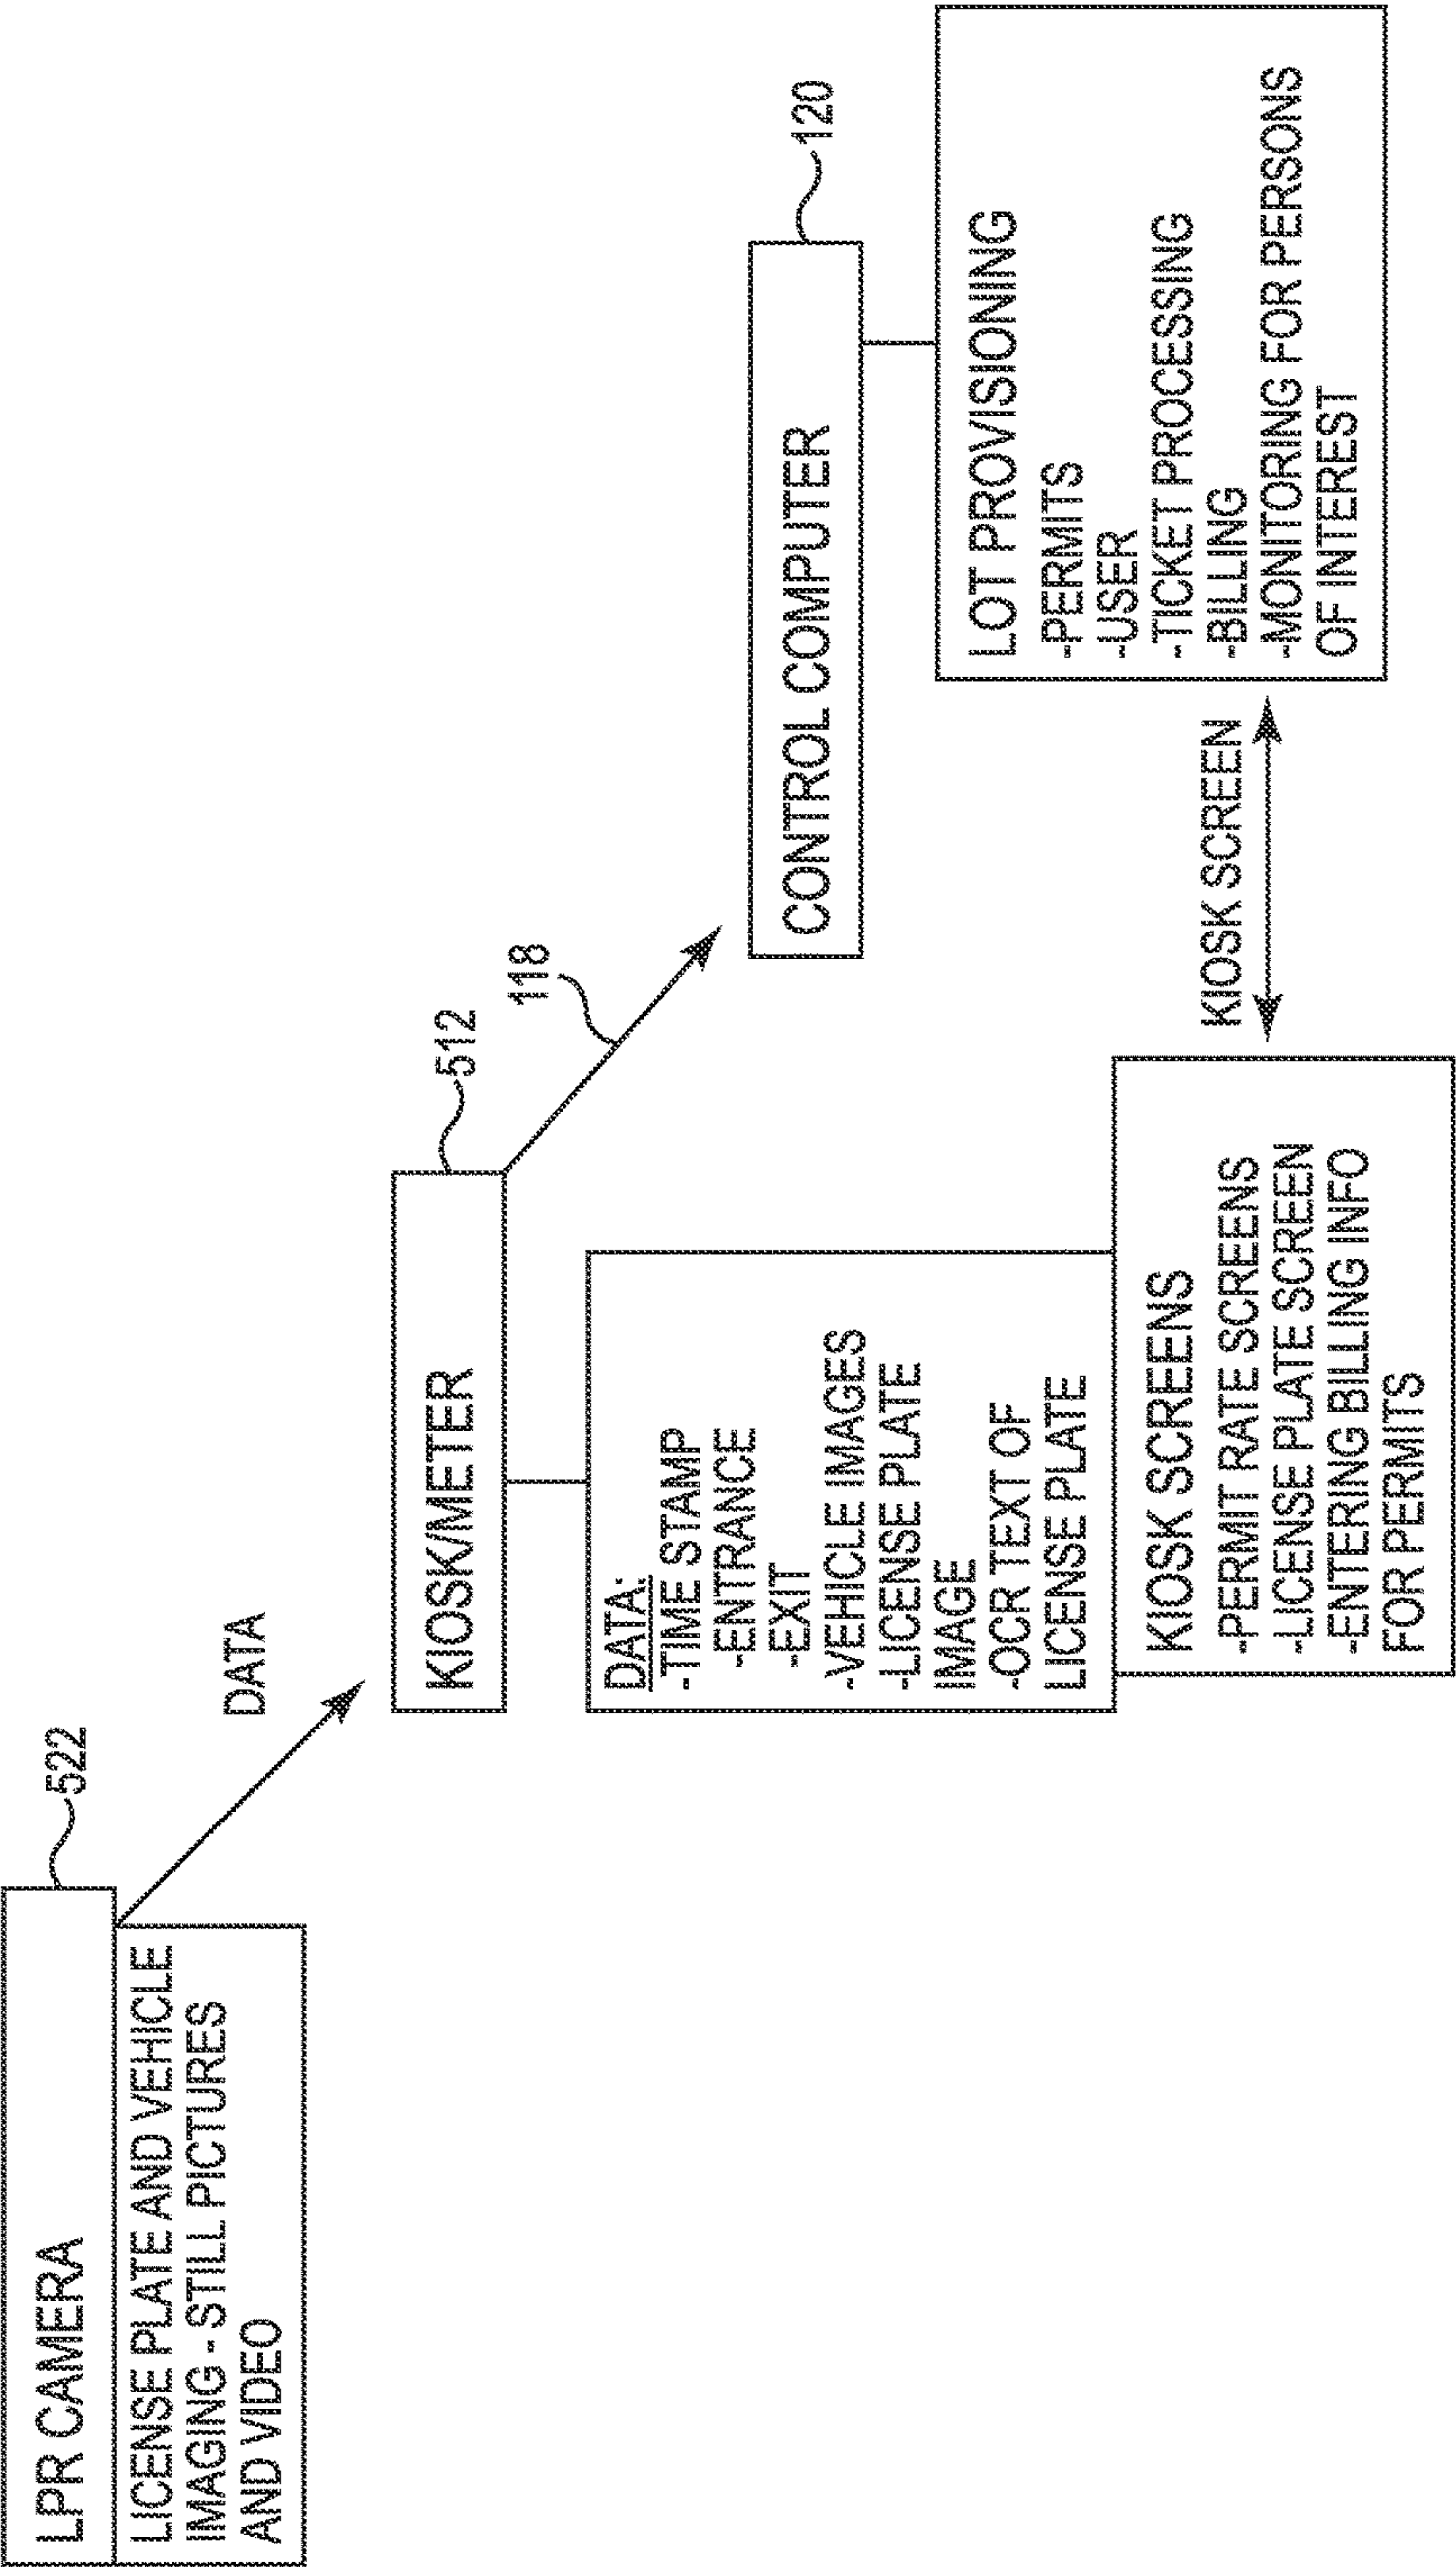 LPR CAMERA
522
LICENSE PLATE AND VEHICLE
IMAGING - STILL PICTURES
AND VIDEO
DATA
KIOSK/METER
512
DATA:
-TIME STAMP
-ENTRANCE
-EXIT
-VEHICLE IMAGES
-LICENSE PLATE
IMAGE
-OCR TEXT OF
LICENSE PLATE
KIOSK SCREENS
-PERMIT RATE SCREENS
-LICENSE PLATE SCREEN
-ENTERING BILLING INFO
FOR PERMITS
118
CONTROL COMPUTER
120
LOT PROVISIONING
-PERMITS
-USER
-TICKET PROCESSING
-BILLING
-MONITORING FOR PERSONS
OF INTEREST
KIOSK SCREEN